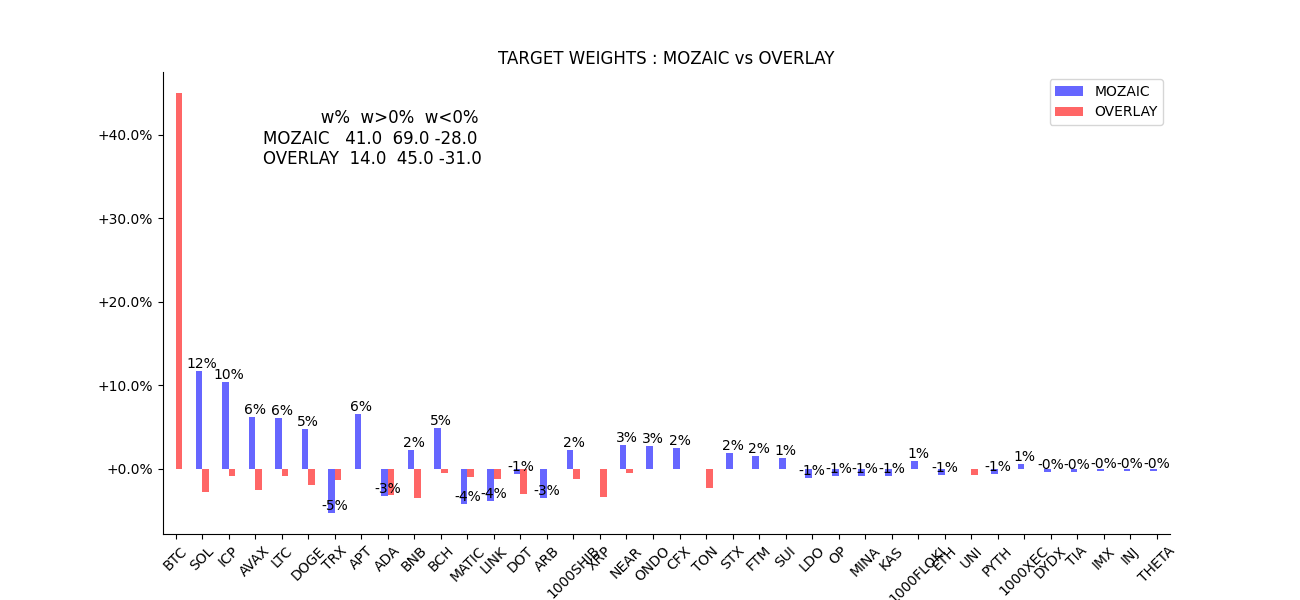 TARGET WEIGHTS : MOZAIC vs OVERLAY
MOZAIC
OVERLAY
w% w>0% w<0%
MOZAIC 41.0 69.0 -28.0
OVERLAY 14.0 45.0 -31.0
+40.0%
+30.0%
+20.0%
+10.0%
+0.0%
12%
10%
6%
6%
5%
-5%
6%
-3%
2%
5%
-4%
-4%
-1%
-3%
2%
3%
3%
2%
2%
2%
1%
-1%
-1%
-1%
-1%
1%
-1%
-1%
1%
-0%
-0%
-0%
-0%
-0%
BTC
SOL
ICP
AVAX
LTC
DOGE
TRX
APT
ADA
BNB
BCH
MATIC
LINK
DOT
ARB
1000SHIB
XRP
NEAR
ONDO
CFX
TON
STX
FTM
SUI
LDO
OP
MINA
KAS
1000FLOKI
ETH
UNI
PYTH
1000XEC
DYDX
TIA
IMX
INJ
THETA